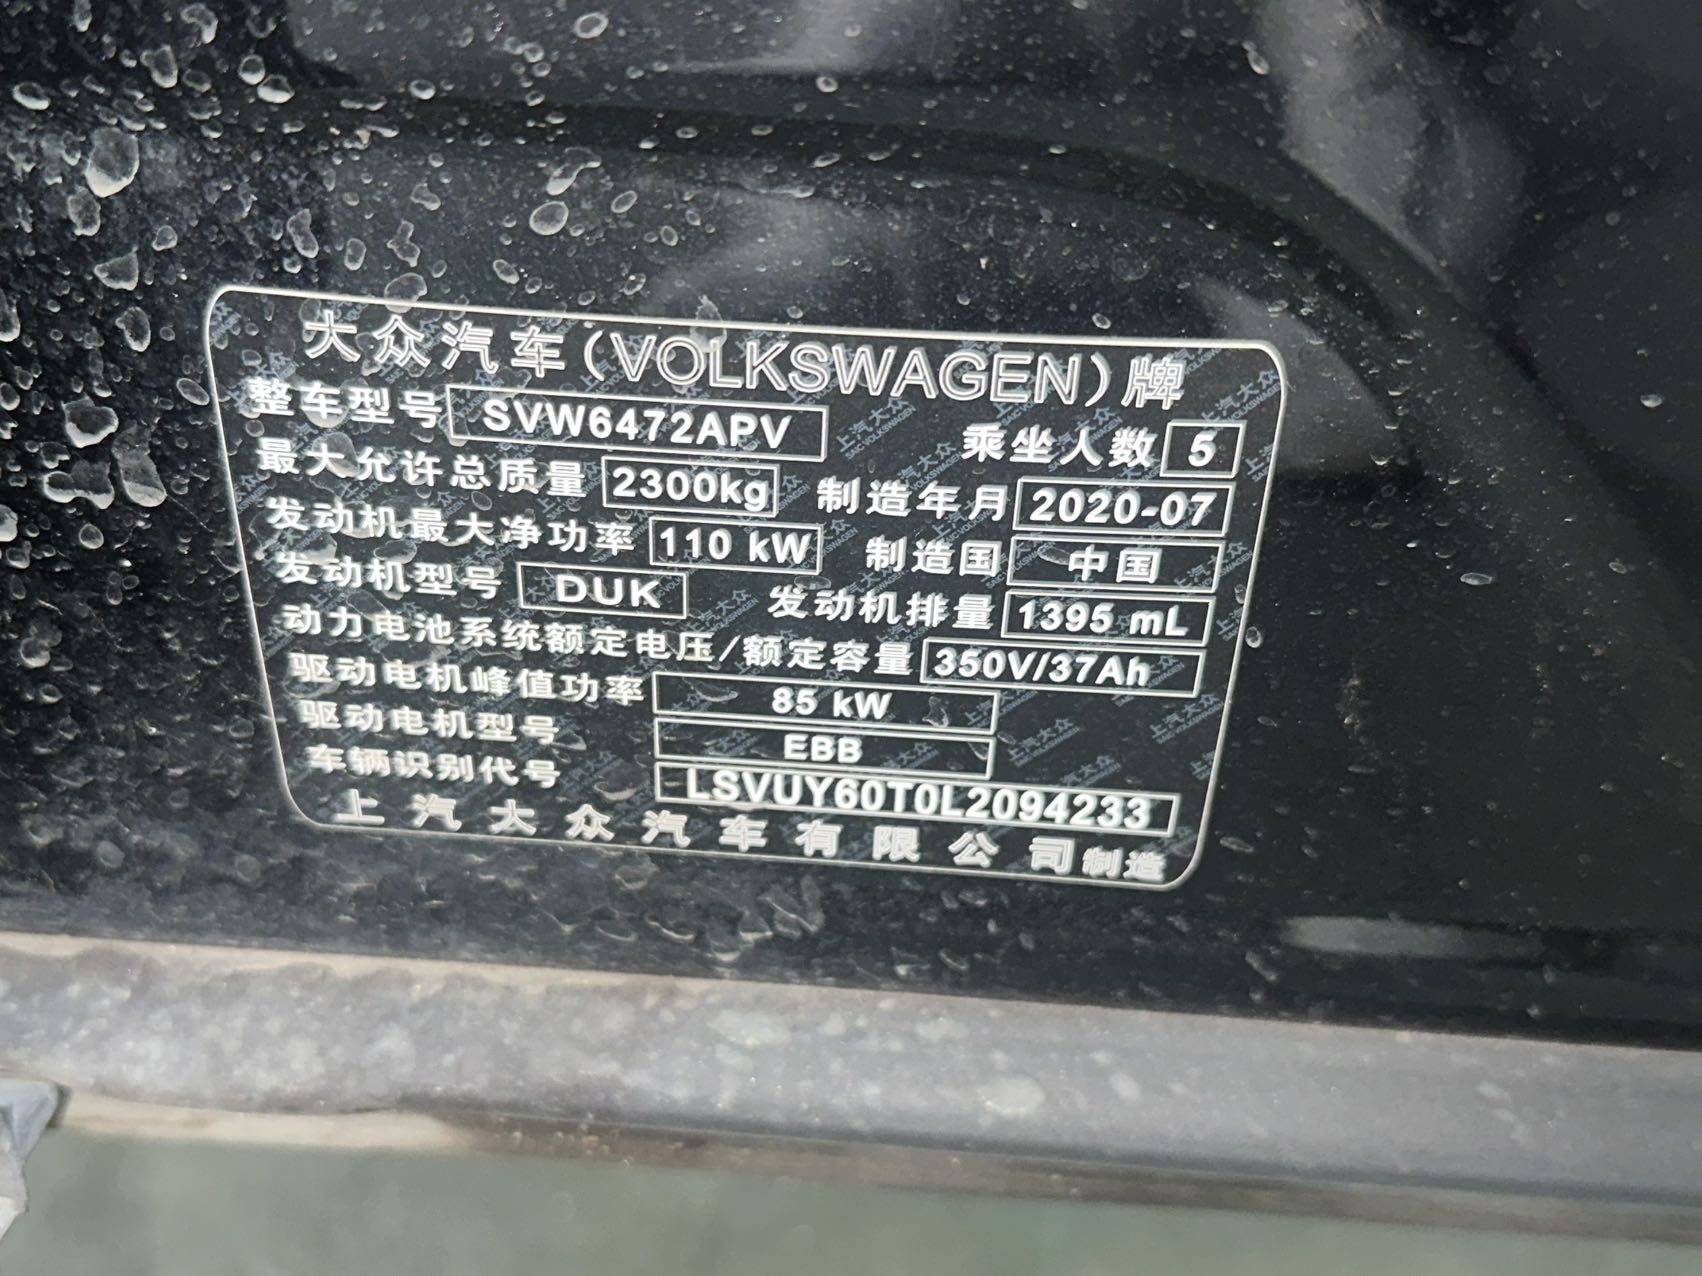 大众汽车(VOLKSWAGEN)牌
整车型号 SVW6472APV 乘坐人数 5
最大允许总质量 2300kg 制造年月 2020-07
发动机最大净功率 110 kW 制造国 中国
发动机型号 DUK 发动机排量 1395 mL
动力电池系统额定电压/额定容量 350V/37Ah
驱动电机峰值功率 85 kW
驱动电机型号 EBB
车辆识别代号 LSVUY60T0L2094233
上汽大众汽车有限公司制造